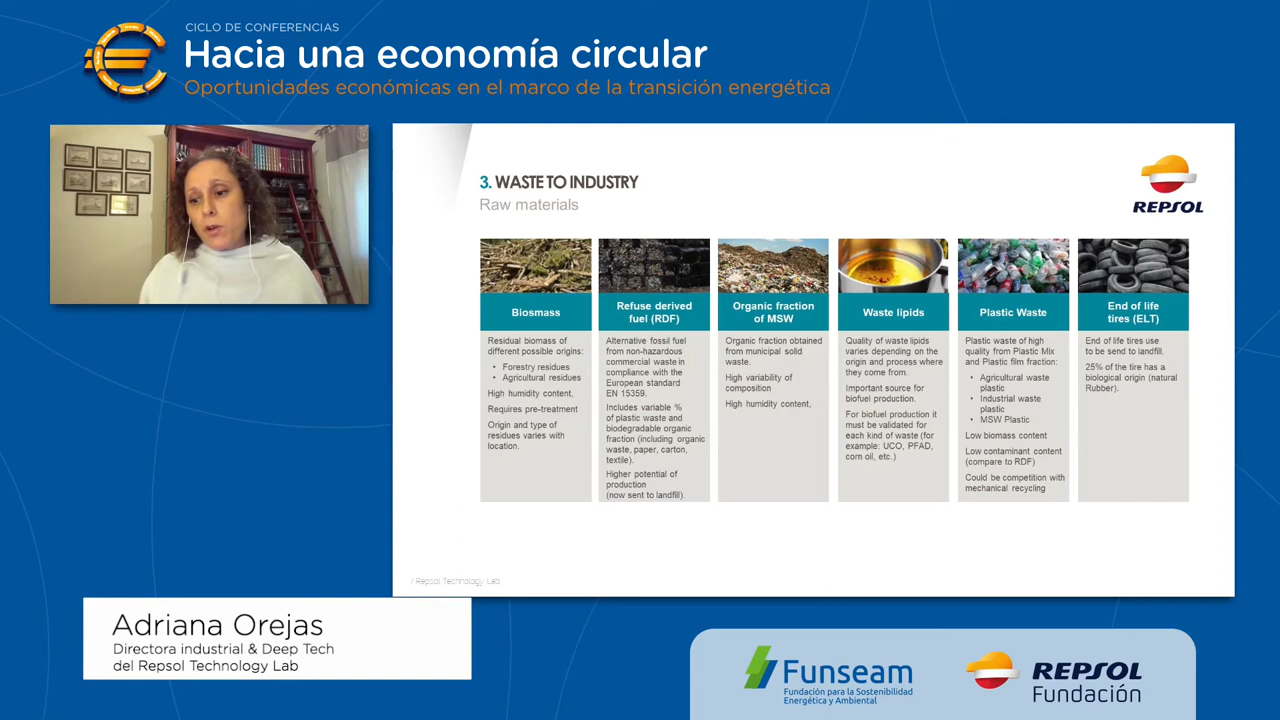 CICLO DE CONFERENCIAS
Hacia una economía circular
Oportunidades económicas en el marco de la transición energética
3. WASTE TO INDUSTRY
Raw materials
REPSOL
Biomass
Residual biomass of
different possible origins:
• Forestry residues
• Agricultural residues
High humidity content,
Requires pre-treatment
Origin and type of
residues varies with
location.
Refuse derived
fuel (RDF)
Alternative fossil fuel
from non-hazardous
commercial waste in
compliance with the
European standard
EN 15359.
Includes variable %
of plastic waste and
biodegradable organic
fraction (including organic
waste, paper, carton,
textile).
Higher potential of
production
(now sent to landfill).
Organic fraction
of MSW
Organic fraction obtained
from municipal solid
waste.
High variability of
composition
High humidity content,
Waste lipids
Quality of waste lipids
varies depending on the
origin and process where
they come from.
Important source for
biofuel production.
For biofuel production it
must be validated for
each kind of waste (for
example: UCO, PFAD,
corn oil, etc.)
Plastic Waste
Plastic waste of high
quality from Plastic Mix
and Plastic film fraction:
• Agricultural waste
plastic
• Industrial waste
plastic
• MSW Plastic
Low biomass content
Low contaminant content
(compare to RDF)
Could be competition with
mechanical recycling
End of life
tires (ELT)
End of life tires use
to be send to landfill.
25% of the tire has a
biological origin (natural
Rubber).
/ Repsol Technology Lab
Adriana Orejas
Directora industrial & Deep Tech
del Repsol Technology Lab
Funseam
Fundación para la Sostenibilidad
Energética y Ambiental
REPSOL
Fundación